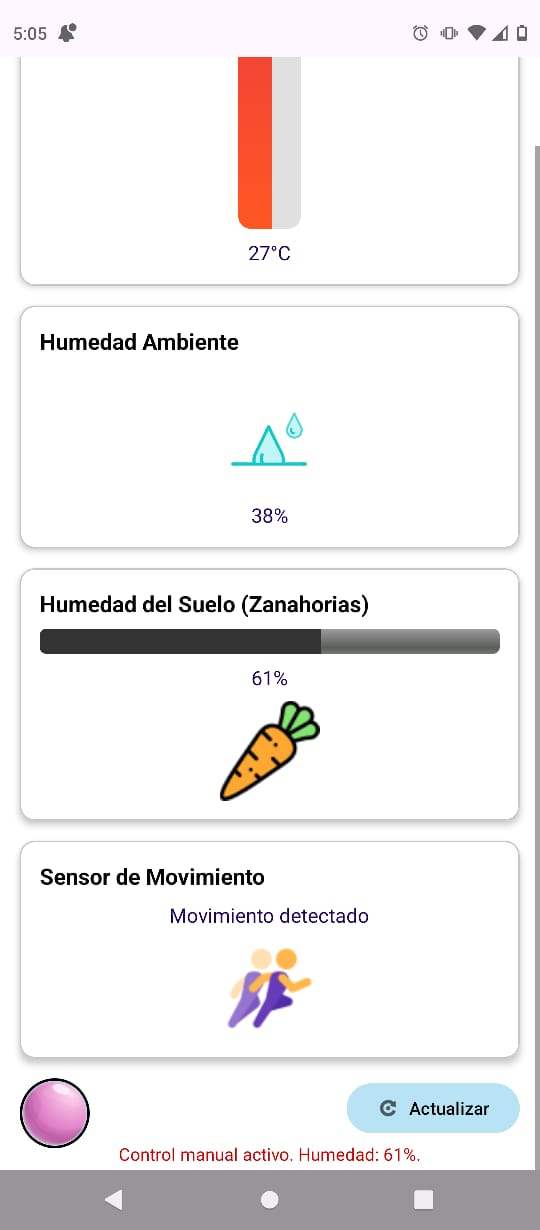 5:05
27°C
Humedad Ambiente
38%
Humedad del Suelo (Zanahorias)
61%
Sensor de Movimiento
Movimiento detectado
Actualizar
Control manual activo. Humedad: 61%.